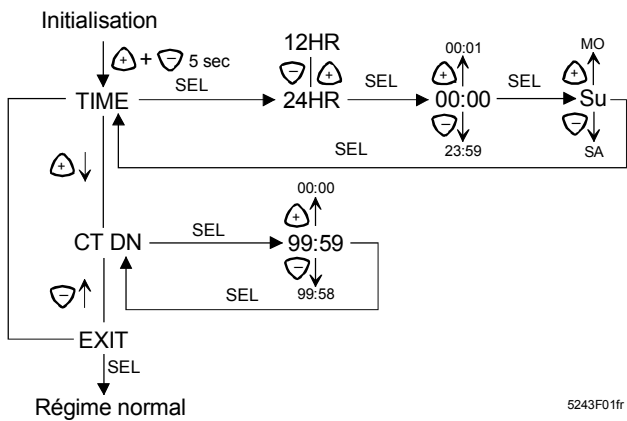 Initialisation
+ + - 5 sec
12HR
- +
24HR
00:01
+
00:00
-
23:59
MO
+
Su
-
SA
TIME
SEL
SEL
SEL
SEL
+
CT DN
SEL
00:00
+
99:59
-
99:58
SEL
-
EXIT
SEL
Régime normal
5243F01fr